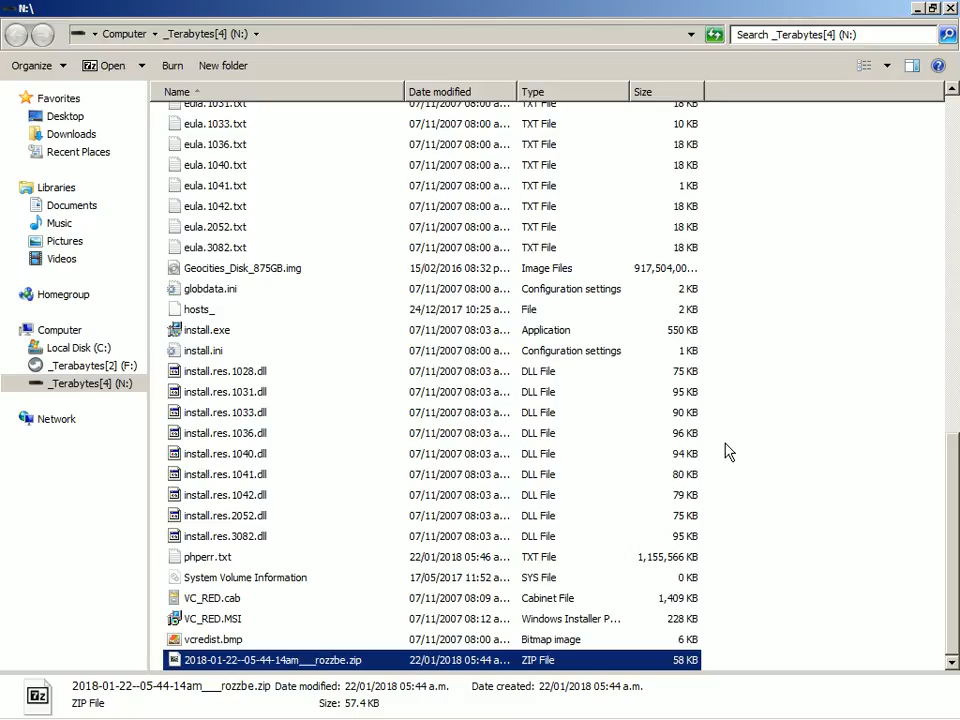 N:\
Computer _Terabytes[4] (N:)
Search _Terabytes[4] (N:)
Organize Open Burn New folder
Name Date modified Type Size
eula.1031.txt 07/11/2007 08:00 a... TXT File 18 KB
eula.1033.txt 07/11/2007 08:00 a... TXT File 10 KB
eula.1036.txt 07/11/2007 08:00 a... TXT File 18 KB
eula.1040.txt 07/11/2007 08:00 a... TXT File 18 KB
eula.1041.txt 07/11/2007 08:00 a... TXT File 1 KB
eula.1042.txt 07/11/2007 08:00 a... TXT File 18 KB
eula.2052.txt 07/11/2007 08:00 a... TXT File 18 KB
eula.3082.txt 07/11/2007 08:00 a... TXT File 18 KB
Geocities_Disk_875GB.img 15/02/2016 08:32 p... Image Files 917,504,00...
globdata.ini 07/11/2007 08:00 a... Configuration settings 2 KB
hosts_ 24/12/2017 10:25 a... File 2 KB
install.exe 07/11/2007 08:03 a... Application 550 KB
install.ini 07/11/2007 08:00 a... Configuration settings 1 KB
install.res.1028.dll 07/11/2007 08:03 a... DLL File 75 KB
install.res.1031.dll 07/11/2007 08:03 a... DLL File 95 KB
install.res.1033.dll 07/11/2007 08:03 a... DLL File 90 KB
install.res.1036.dll 07/11/2007 08:03 a... DLL File 96 KB
install.res.1040.dll 07/11/2007 08:03 a... DLL File 94 KB
install.res.1041.dll 07/11/2007 08:03 a... DLL File 80 KB
install.res.1042.dll 07/11/2007 08:03 a... DLL File 79 KB
install.res.2052.dll 07/11/2007 08:03 a... DLL File 75 KB
install.res.3082.dll 07/11/2007 08:03 a... DLL File 95 KB
phperr.txt 22/01/2018 05:46 a... TXT File 1,155,566 KB
System Volume Information 17/05/2017 11:52 a... SYS File 0 KB
VC_RED.cab 07/11/2007 08:09 a... Cabinet File 1,409 KB
VC_RED.MSI 07/11/2007 08:12 a... Windows Installer P... 228 KB
vcredist.bmp 07/11/2007 08:00 a... Bitmap image 6 KB
2018-01-22--05-44-14am___rozzbe.zip 22/01/2018 05:44 a... ZIP File 58 KB
Favorites
Desktop
Downloads
Recent Places
Libraries
Documents
Music
Pictures
Videos
Homegroup
Computer
Local Disk (C:)
_Terabaytes[2] (F:)
_Terabytes[4] (N:)
Network
7z
2018-01-22--05-44-14am___rozzbe.zip Date modified: 22/01/2018 05:44 a.m. Date created: 22/01/2018 05:44 a.m.
ZIP File Size: 57.4 KB